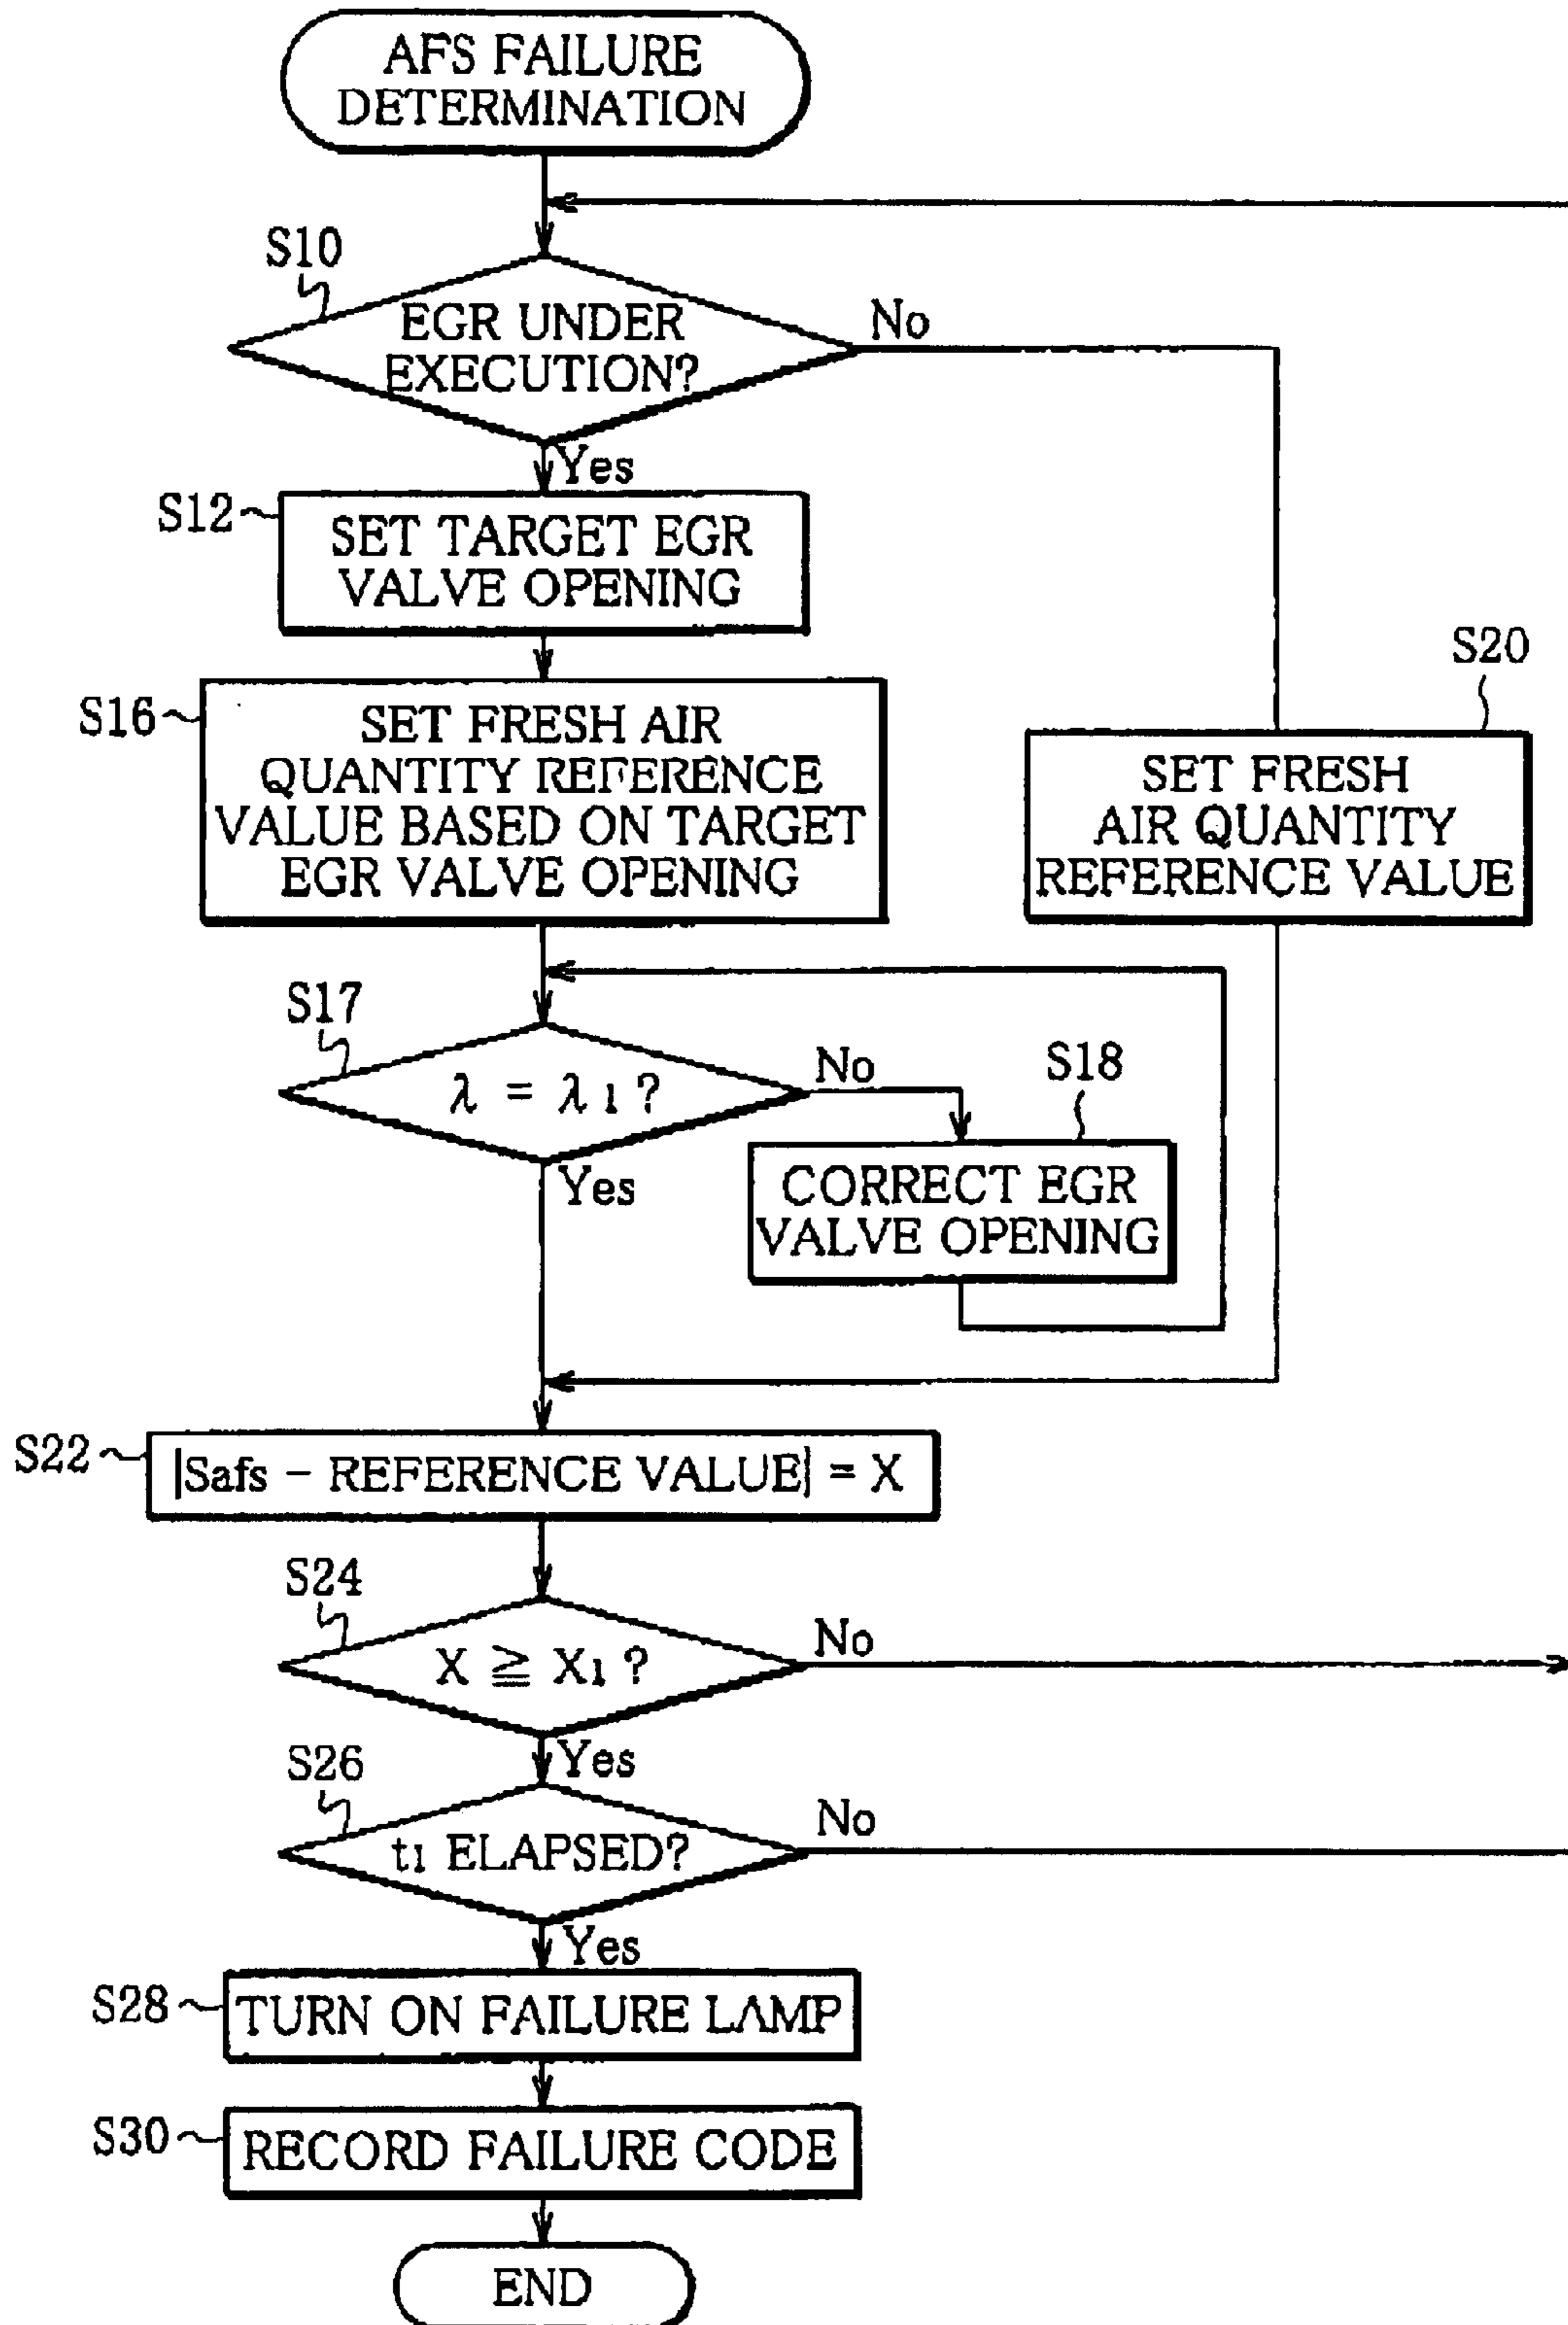 AFS FAILURE
DETERMINATION
S10
EGR UNDER
EXECUTION?
No
Yes
S12
SET TARGET EGR
VALVE OPENING
S16
SET FRESH AIR
QUANTITY REFERENCE
VALUE BASED ON TARGET
EGR VALVE OPENING
S20
SET FRESH
AIR QUANTITY
REFERENCE VALUE
S17
λ = λ1 ?
No
Yes
S18
CORRECT EGR
VALVE OPENING
S22
|Safs - REFERENCE VALUE| = X
S24
X ≧ X1 ?
No
Yes
S26
t1 ELAPSED?
No
Yes
S28
TURN ON FAILURE LAMP
S30
RECORD FAILURE CODE
END